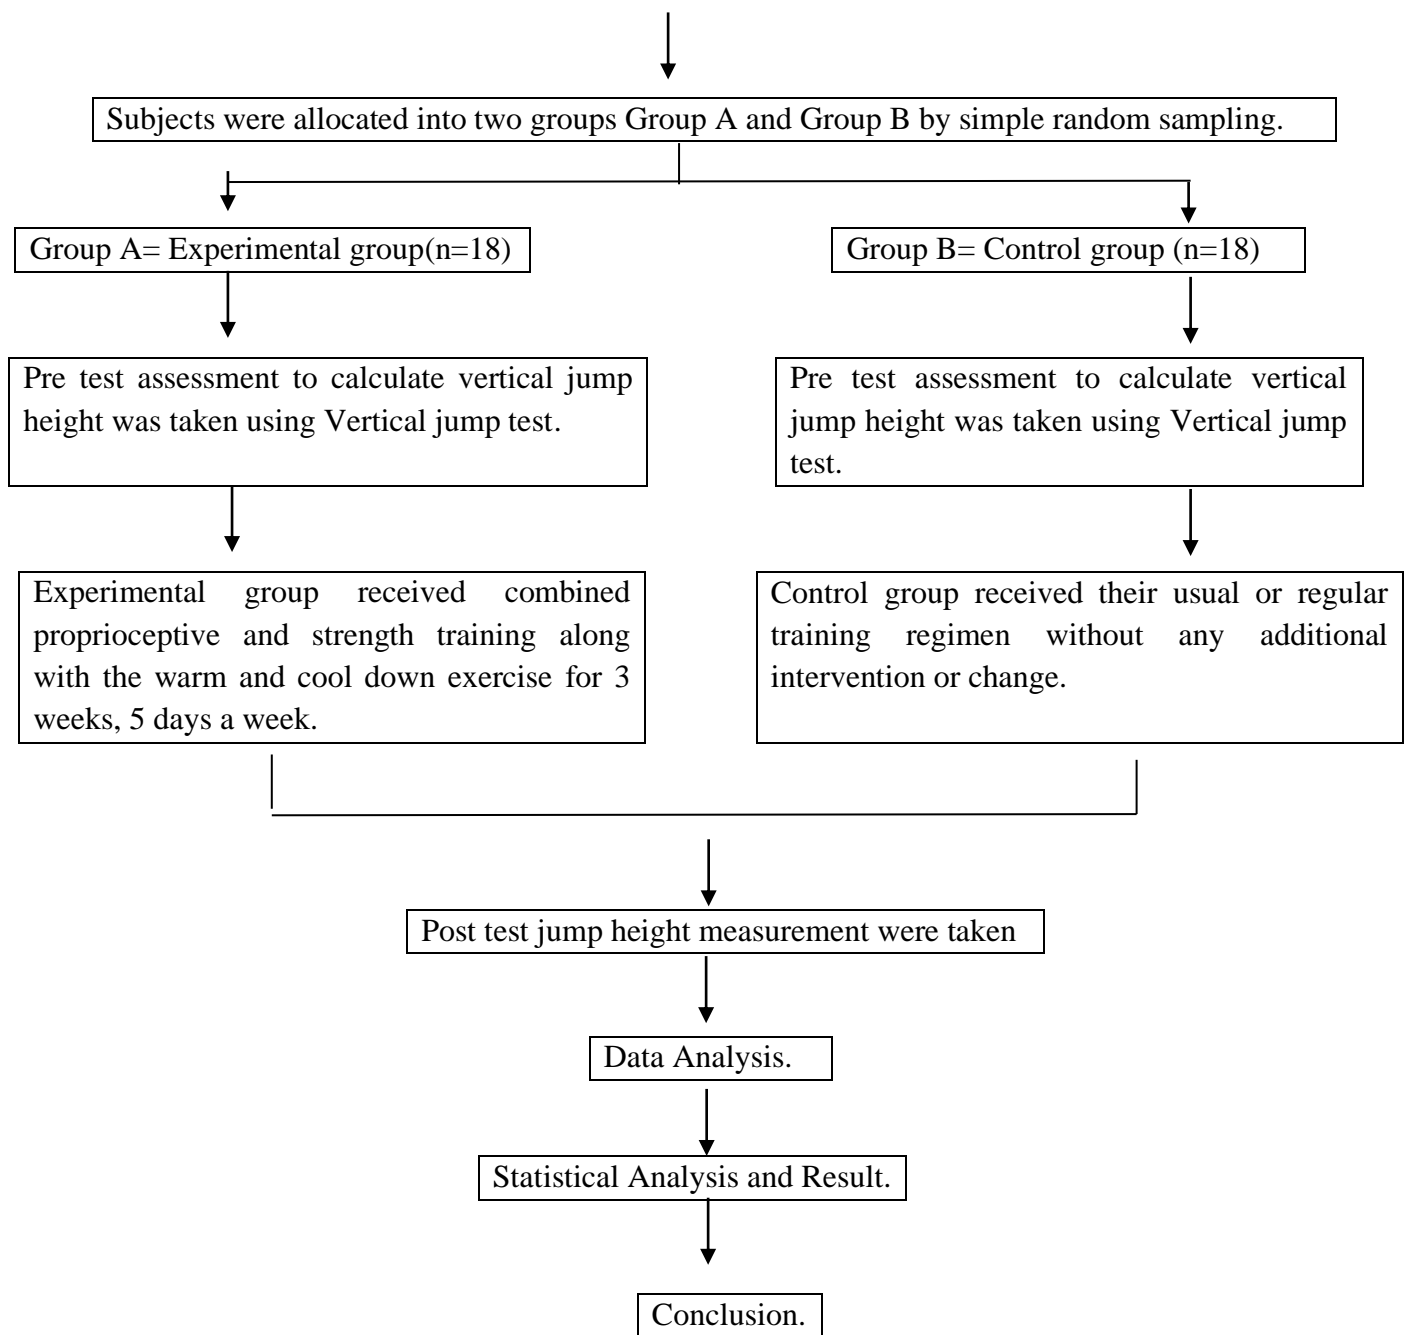 Subjects were allocated into two groups Group A and Group B by simple random sampling.
Group A= Experimental group(n=18)
Group B= Control group (n=18)
Pre test assessment to calculate vertical jump
height was taken using Vertical jump test.
Pre test assessment to calculate vertical
jump height was taken using Vertical jump
test.
Experimental group received combined
proprioceptive and strength training along
with the warm and cool down exercise for 3
weeks, 5 days a week.
Control group received their usual or regular
training regimen without any additional
intervention or change.
Post test jump height measurement were taken
Data Analysis.
Statistical Analysis and Result.
Conclusion.